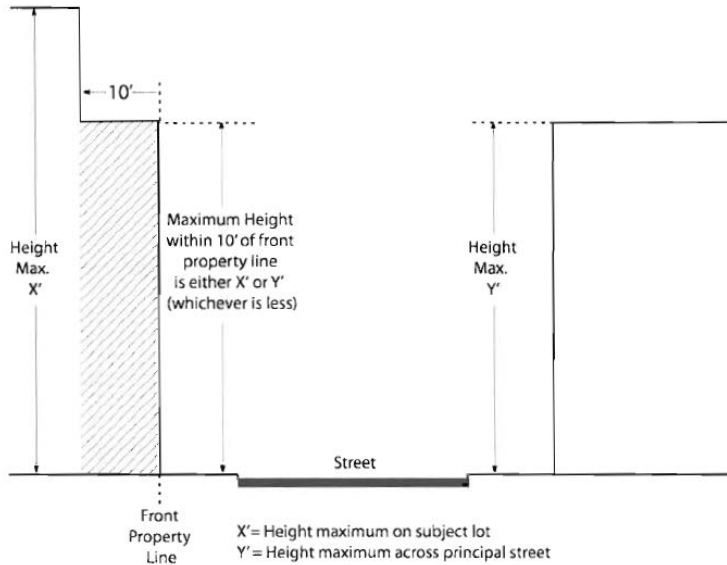 10'
Maximum Height
within 10' of front
property line
is either X' or Y'
(whichever is less)
Height
Max.
X'
Height
Max.
Y'
Street
Front
Property
Line
X'= Height maximum on subject lot
Y'= Height maximum across principal street